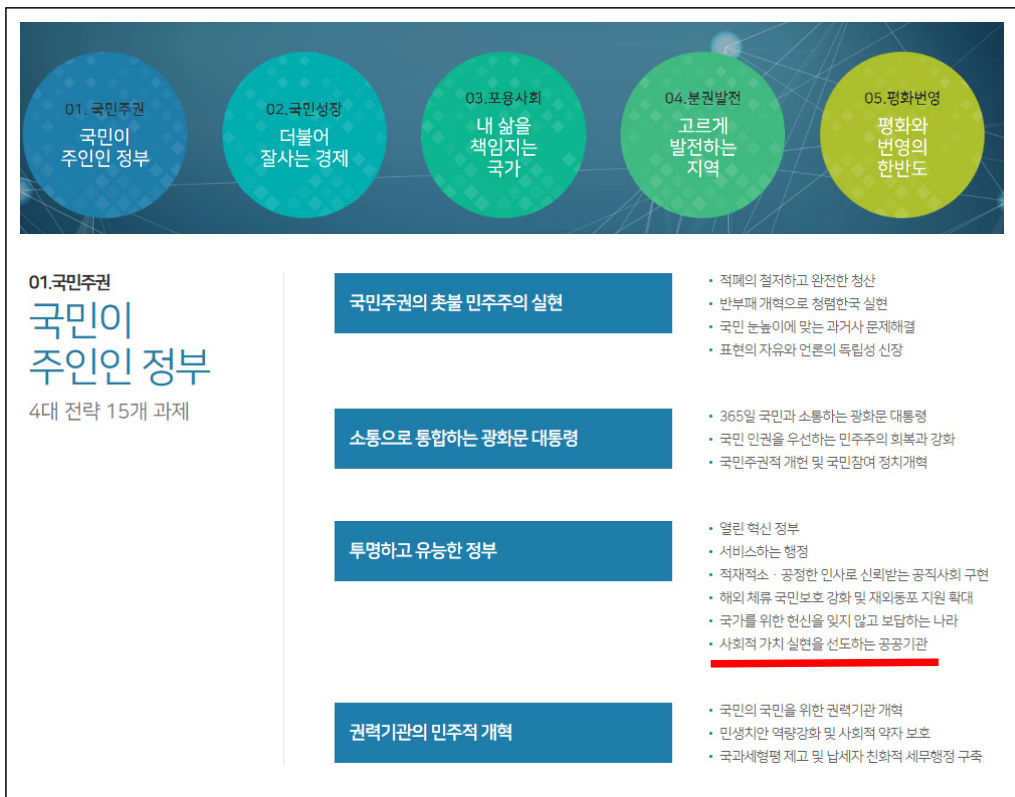 01. 국민주권
국민이
주인인 정부
02.국민성장
더불어
잘사는 경제
03.포용사회
내 삶을
책임지는
국가
04.분권발전
고르게
발전하는
지역
05.평화번영
평화와
번영의
한반도
01.국민주권
국민이
주인인 정부
4대 전략 15개 과제
국민주권의 촛불 민주주의 실현
• 적폐의 철저하고 완전한 청산
• 반부패 개혁으로 청렴한국 실현
• 국민 눈높이에 맞는 과거사 문제해결
• 표현의 자유와 언론의 독립성 신장
소통으로 통합하는 광화문 대통령
• 365일 국민과 소통하는 광화문 대통령
• 국민 인권을 우선하는 민주주의 회복과 강화
• 국민주권적 개헌 및 국민참여 정치개혁
투명하고 유능한 정부
• 열린 혁신 정부
• 서비스하는 행정
• 적재적소 · 공정한 인사로 신뢰받는 공직사회 구현
• 해외 체류 국민보호 강화 및 재외동포 지원 확대
• 국가를 위한 헌신을 잊지 않고 보답하는 나라
• 사회적 가치 실현을 선도하는 공공기관
권력기관의 민주적 개혁
• 국민의 국민을 위한 권력기관 개혁
• 민생치안 역량강화 및 사회적 약자 보호
• 국과세형평 제고 및 납세자 친화적 세무행정 구축